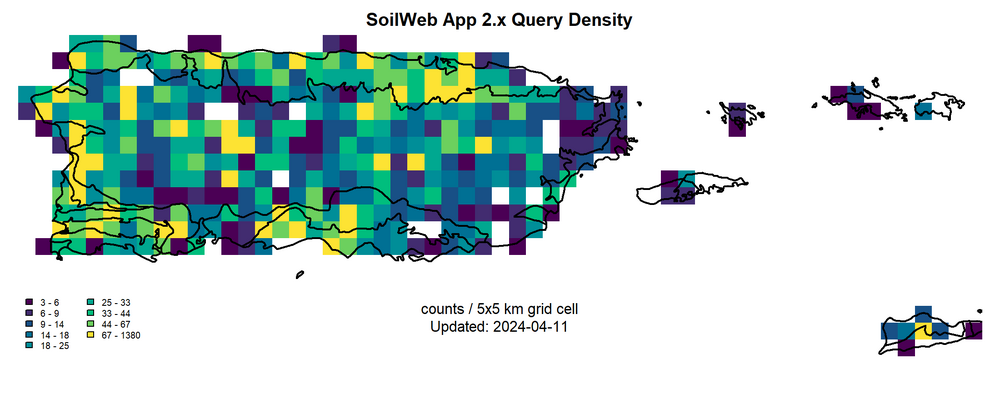 SoilWeb App 2.x Query Density
3 - 6
6 - 9
9 - 14
14 - 18
18 - 25
25 - 33
33 - 44
44 - 67
67 - 1380
counts / 5x5 km grid cell
Updated: 2024-04-11